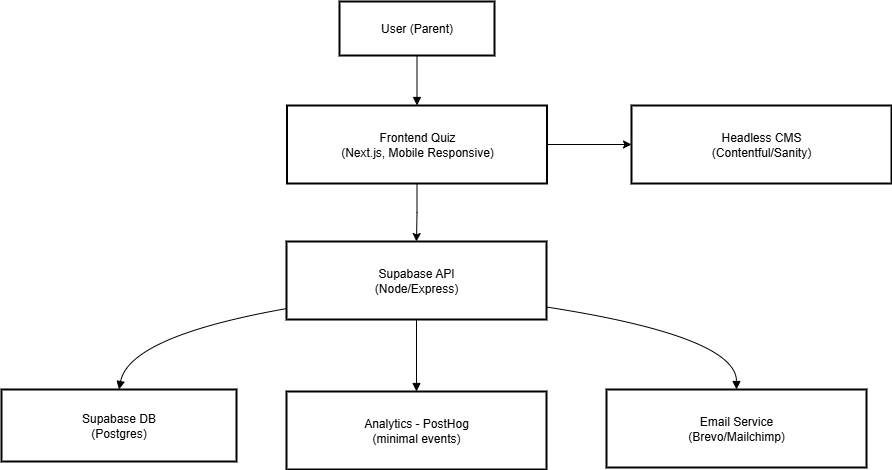 User (Parent)
Frontend Quiz
(Next.js, Mobile Responsive)
Headless CMS
(Contentful/Sanity)
Supabase API
(Node/Express)
Supabase DB
(Postgres)
Analytics - PostHog
(minimal events)
Email Service
(Brevo/Mailchimp)